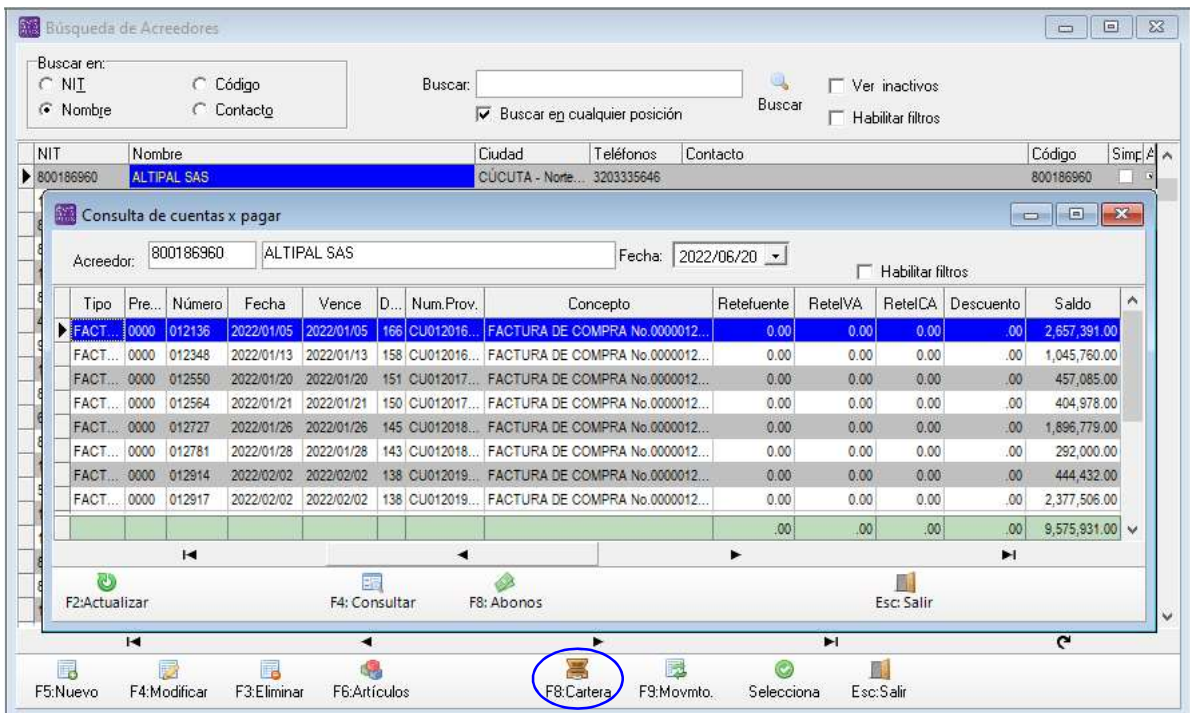 Búsqueda de Acreedores
Buscar en:
NIT
Código
Nombre
Contacto
Buscar:
Buscar en cualquier posición
Buscar
Ver inactivos
Habilitar filtros
NIT Nombre Ciudad Teléfonos Contacto Código Simp
800186960 ALTIPAL SAS CÚCUTA - Norte... 3203335646 800186960
Consulta de cuentas x pagar
Acreedor: 800186960 ALTIPAL SAS Fecha: 2022/06/20
Habilitar filtros
Tipo Pre... Número Fecha Vence D... Num.Prov. Concepto Retefuente ReteIVA ReteICA Descuento Saldo
FACT... 0000 012136 2022/01/05 2022/01/05 166 CU012016... FACTURA DE COMPRA No.0000012... 0.00 0.00 0.00 .00 2,657,391.00
FACT... 0000 012348 2022/01/13 2022/01/13 158 CU012016... FACTURA DE COMPRA No.0000012... 0.00 0.00 0.00 .00 1,045,760.00
FACT... 0000 012550 2022/01/20 2022/01/20 151 CU012017... FACTURA DE COMPRA No.0000012... 0.00 0.00 0.00 .00 457,085.00
FACT... 0000 012564 2022/01/21 2022/01/21 150 CU012017... FACTURA DE COMPRA No.0000012... 0.00 0.00 0.00 .00 404,978.00
FACT... 0000 012727 2022/01/26 2022/01/26 145 CU012018... FACTURA DE COMPRA No.0000012... 0.00 0.00 0.00 .00 1,896,779.00
FACT... 0000 012781 2022/01/28 2022/01/28 143 CU012018... FACTURA DE COMPRA No.0000012... 0.00 0.00 0.00 .00 292,000.00
FACT... 0000 012914 2022/02/02 2022/02/02 138 CU012019... FACTURA DE COMPRA No.0000012... 0.00 0.00 0.00 .00 444,432.00
FACT... 0000 012917 2022/02/02 2022/02/02 138 CU012019... FACTURA DE COMPRA No.0000012... 0.00 0.00 0.00 .00 2,377,506.00
.00 .00 .00 .00 9,575,931.00
F2:Actualizar F4: Consultar F8: Abonos Esc: Salir
F5:Nuevo F4:Modificar F3:Eliminar F6:Artículos F8:Cartera F9:Movmto. Selecciona Esc:Salir